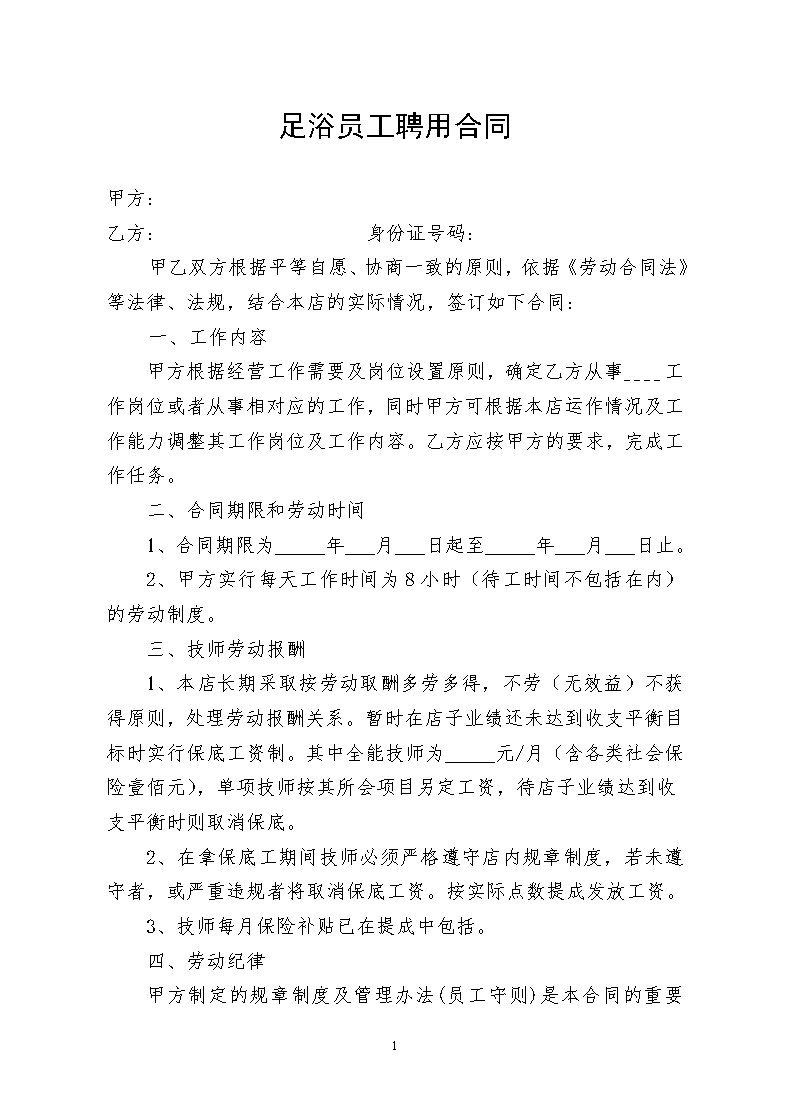 足浴员工聘用合同
甲方：
乙方： 身份证号码：
甲乙双方根据平等自愿、协商一致的原则，依据《劳动合同法》
等法律、法规，结合本店的实际情况，签订如下合同：
一、工作内容
甲方根据经营工作需要及岗位设置原则，确定乙方从事____工
作岗位或者从事相对应的工作，同时甲方可根据本店运作情况及工
作能力调整其工作岗位及工作内容。乙方应按甲方的要求，完成工
作任务。
二、合同期限和劳动时间
1、合同期限为_____年___月___日起至_____年___月___日止。
2、甲方实行每天工作时间为8小时（待工时间不包括在内）
的劳动制度。
三、技师劳动报酬
1、本店长期采取按劳动取酬多劳多得，不劳（无效益）不获
得原则，处理劳动报酬关系。暂时在店子业绩还未达到收支平衡目
标时实行保底工资制。其中全能技师为_____元/月（含各类社会保
险壹佰元），单项技师按其所会项目另定工资，待店子业绩达到收
支平衡时则取消保底。
2、在拿保底工期间技师必须严格遵守店内规章制度，若未遵
守者，或严重违规者将取消保底工资。按实际点数提成发放工资。
3、技师每月保险补贴已在提成中包括。
四、劳动纪律
甲方制定的规章制度及管理办法(员工守则)是本合同的重要
1